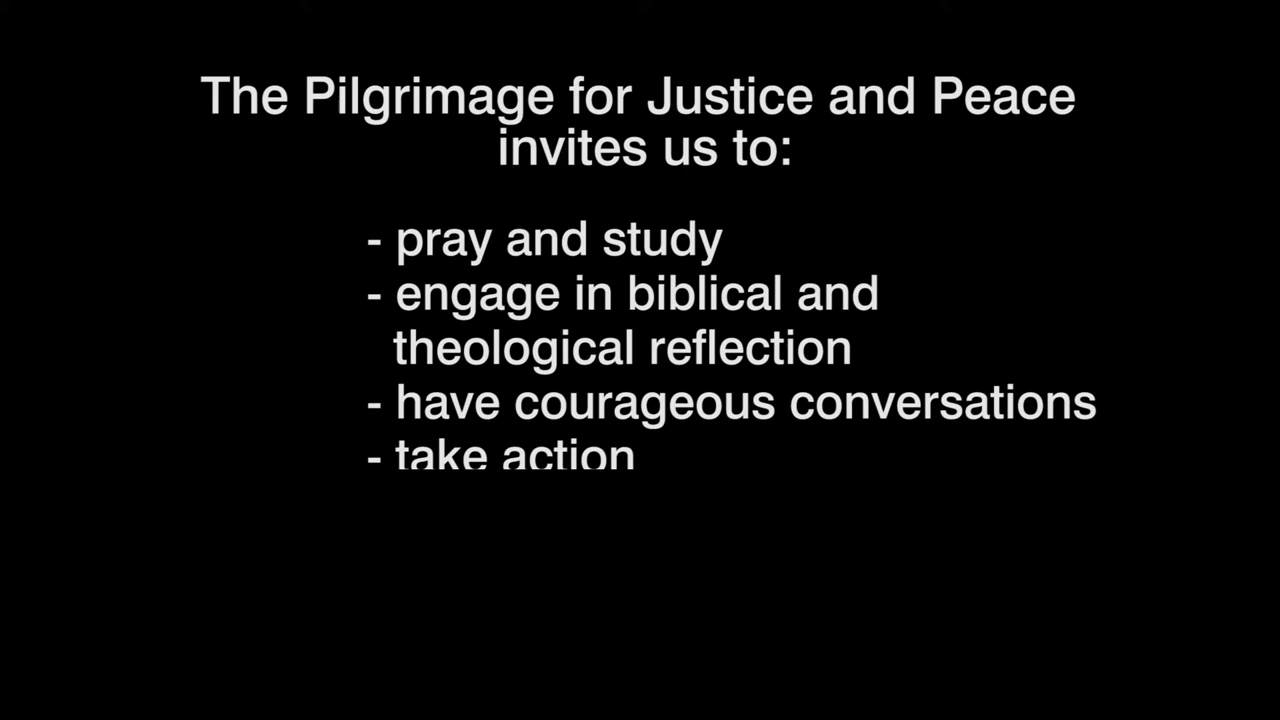 The Pilgrimage for Justice and Peace
invites us to:
- pray and study
- engage in biblical and
theological reflection
- have courageous conversations
- take action